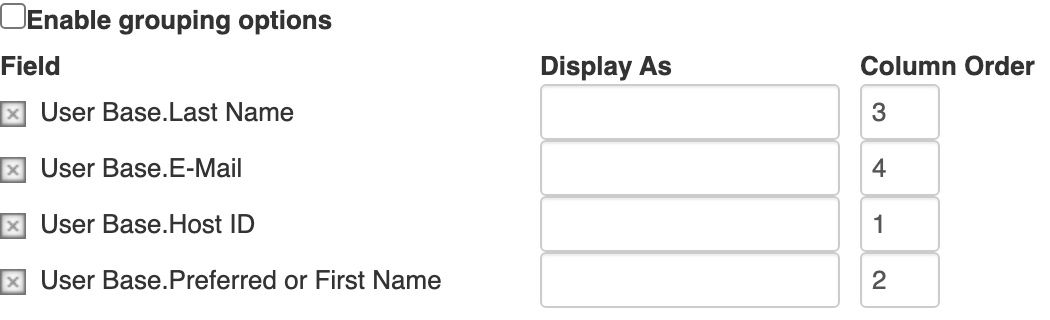 Enable grouping options
Field Display As Column Order
User Base.Last Name 3
User Base.E-Mail 4
User Base.Host ID 1
User Base.Preferred or First Name 2